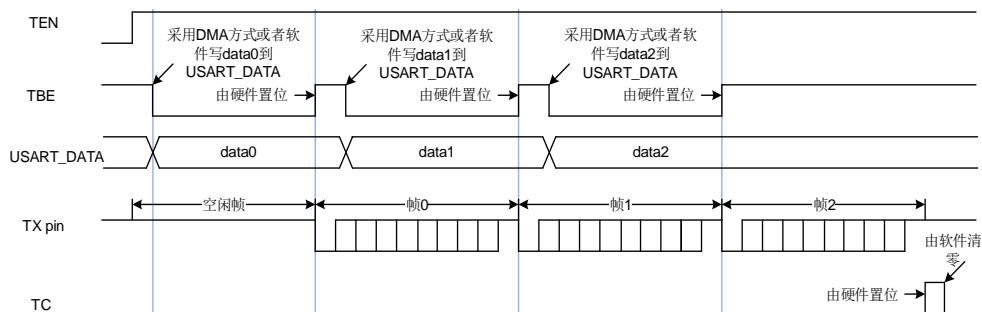 TEN
采用DMA方式或者软
件写data0到
USART_DATA
采用DMA方式或者软
件写data1到
USART_DATA
采用DMA方式或者软
件写data2到
USART_DATA
TBE
由硬件置位
由硬件置位
由硬件置位
USART_DATA
data0
data1
data2
空闲帧
帧0
帧1
帧2
TX pin
由软件清
零
由硬件置位
TC